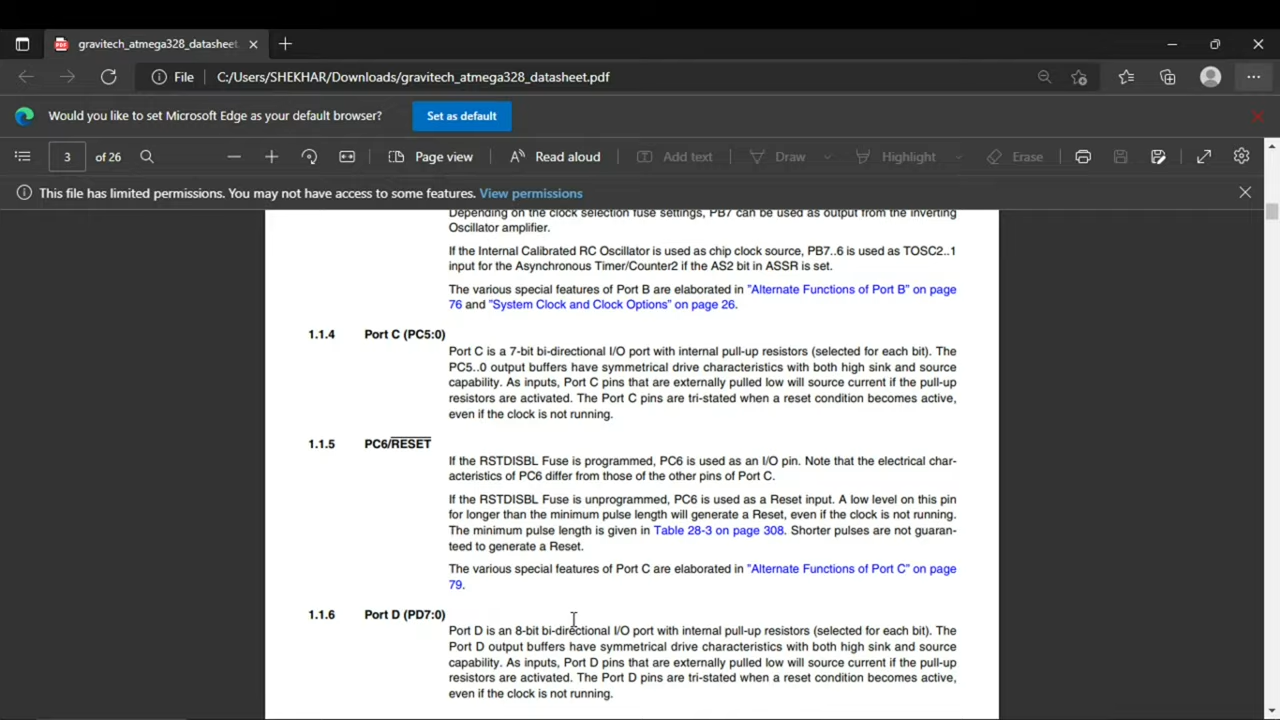 gravitech_atmega328_datasheet.
File
C:/Users/SHEKHAR/Downloads/gravitech_atmega328_datasheet.pdf
Would you like to set Microsoft Edge as your default browser?
Set as default
3 of 26
Page view
Read aloud
Add text
Draw
Highlight
Erase
This file has limited permissions. You may not have access to some features. View permissions
Depending on the clock selection fuse settings, PB7 can be used as output from the inverting
Oscillator amplifier.
If the Internal Calibrated RC Oscillator is used as chip clock source, PB7..6 is used as TOSC2..1
input for the Asynchronous Timer/Counter2 if the AS2 bit in ASSR is set.
The various special features of Port B are elaborated in "Alternate Functions of Port B" on page
76 and "System Clock and Clock Options" on page 26.
1.1.4 Port C (PC5:0)
Port C is a 7-bit bi-directional I/O port with internal pull-up resistors (selected for each bit). The
PC5..0 output buffers have symmetrical drive characteristics with both high sink and source
capability. As inputs, Port C pins that are externally pulled low will source current if the pull-up
resistors are activated. The Port C pins are tri-stated when a reset condition becomes active,
even if the clock is not running.
1.1.5 PC6/RESET
If the RSTDISBL Fuse is programmed, PC6 is used as an I/O pin. Note that the electrical char-
acteristics of PC6 differ from those of the other pins of Port C.
If the RSTDISBL Fuse is unprogrammed, PC6 is used as a Reset input. A low level on this pin
for longer than the minimum pulse length will generate a Reset, even if the clock is not running.
The minimum pulse length is given in Table 28-3 on page 308. Shorter pulses are not guaran-
teed to generate a Reset.
The various special features of Port C are elaborated in "Alternate Functions of Port C" on page
79.
1.1.6 Port D (PD7:0)
Port D is an 8-bit bi-directional I/O port with internal pull-up resistors (selected for each bit). The
Port D output buffers have symmetrical drive characteristics with both high sink and source
capability. As inputs, Port D pins that are externally pulled low will source current if the pull-up
resistors are activated. The Port D pins are tri-stated when a reset condition becomes active,
even if the clock is not running.